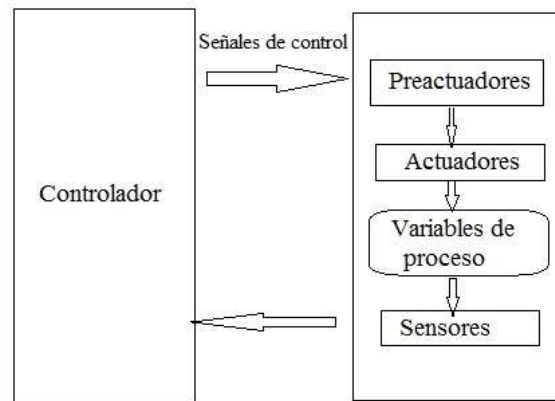 Señales de control
Preactuadores
Actuadores
Controlador
Variables de
proceso
Sensores